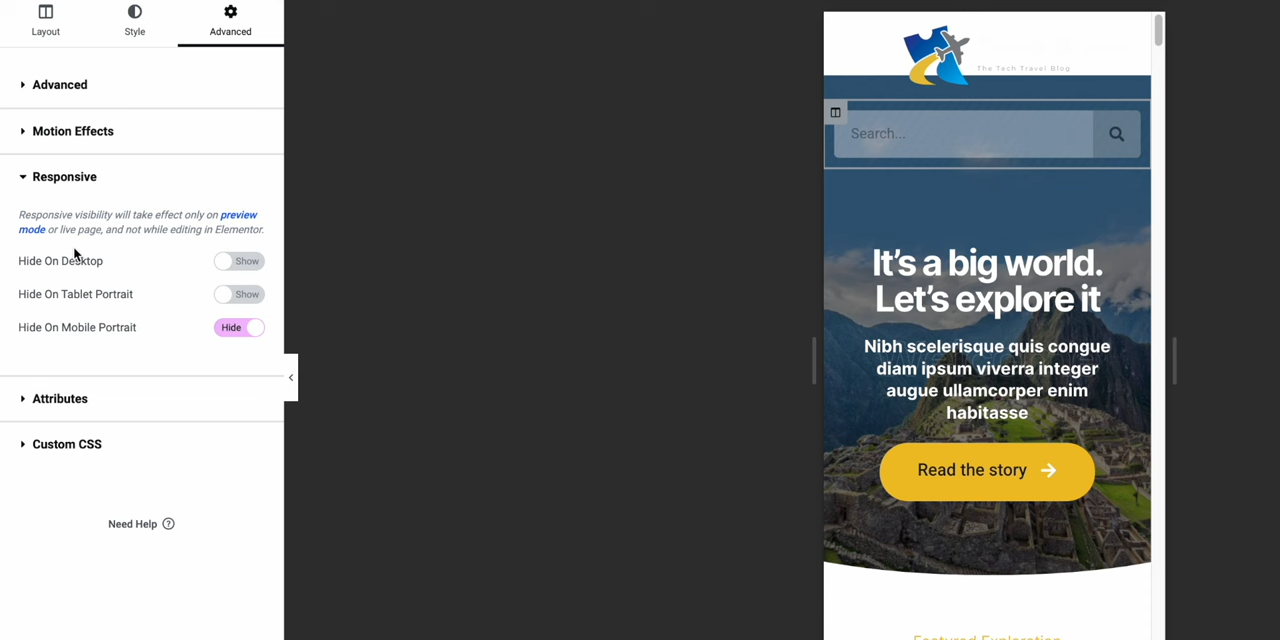 Layout
Style
Advanced
Advanced
Motion Effects
Responsive
Responsive visibility will take effect only on preview
mode or live page, and not while editing in Elementor.
Hide On Desktop
Show
Hide On Tablet Portrait
Show
Hide On Mobile Portrait
Hide
Attributes
Custom CSS
Need Help
The Tech Travel Blog
Search...
It's a big world.
Let's explore it
Nibh scelerisque quis congue
diam ipsum viverra integer
augue ullamcorper enim
habitasse
Read the story
Featured Exploration